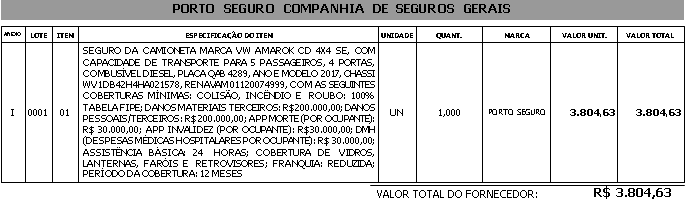 PORTO SEGURO COMPANHIA DE SEGUROS GERAIS
ANEXO LOTE ITEM ESPECIFICAÇÃO DO ITEM UNIDADE QUANT. MARCA VALOR UNIT. VALOR TOTAL
SEGURO DA CAMIONETA MARCA VW AMAROK CD 4X4 SE, COM
CAPACIDADE DE TRANSPORTE PARA 5 PASSAGEIROS, 4 PORTAS,
COMBUSTÍVEL DIESEL, PLACA QAB 4289, ANO E MODELO 2017, CHASSI
WV1DB42H4HA021578, RENAVAM 01120074999, COM AS SEGUINTES
COBERTURAS MÍNIMAS: COLISÃO, INCÊNDIO E ROUBO: 100%
TABELA FIPE; DANOS MATERIAIS TERCEIROS: R$200.000,00; DANOS
PESSOAIS/TERCEIROS: R$ 200.000,00; APP MORTE (POR OCUPANTE):
R$ 30.000,00; APP INVALIDEZ (POR OCUPANTE): R$30.000,00; DMH
(DESPESAS MÉDICAS HOSPITALARES POR OCUPANTE): R$ 30.000,00;
ASSISTÊNCIA BÁSICA: 24 HORAS; COBERTURA DE VIDROS,
LANTERNAS, FARÓIS E RETROVISORES; FRANQUIA: REDUZIDA;
PERÍODO DA COBERTURA: 12 MESES
I 0001 01 UN 1,000 PORTO SEGURO 3.804,63 3.804,63
VALOR TOTAL DO FORNECEDOR: R$ 3.804,63